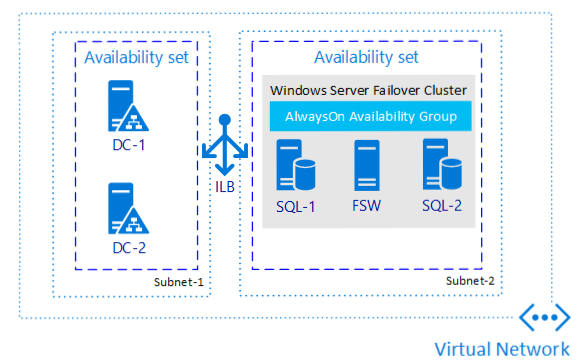 Availability set
DC-1
DC-2
Subnet-1
ILB
Availability set
Windows Server Failover Cluster
AlwaysOn Availability Group
SQL-1
FSW
SQL-2
Subnet-2
Virtual Network